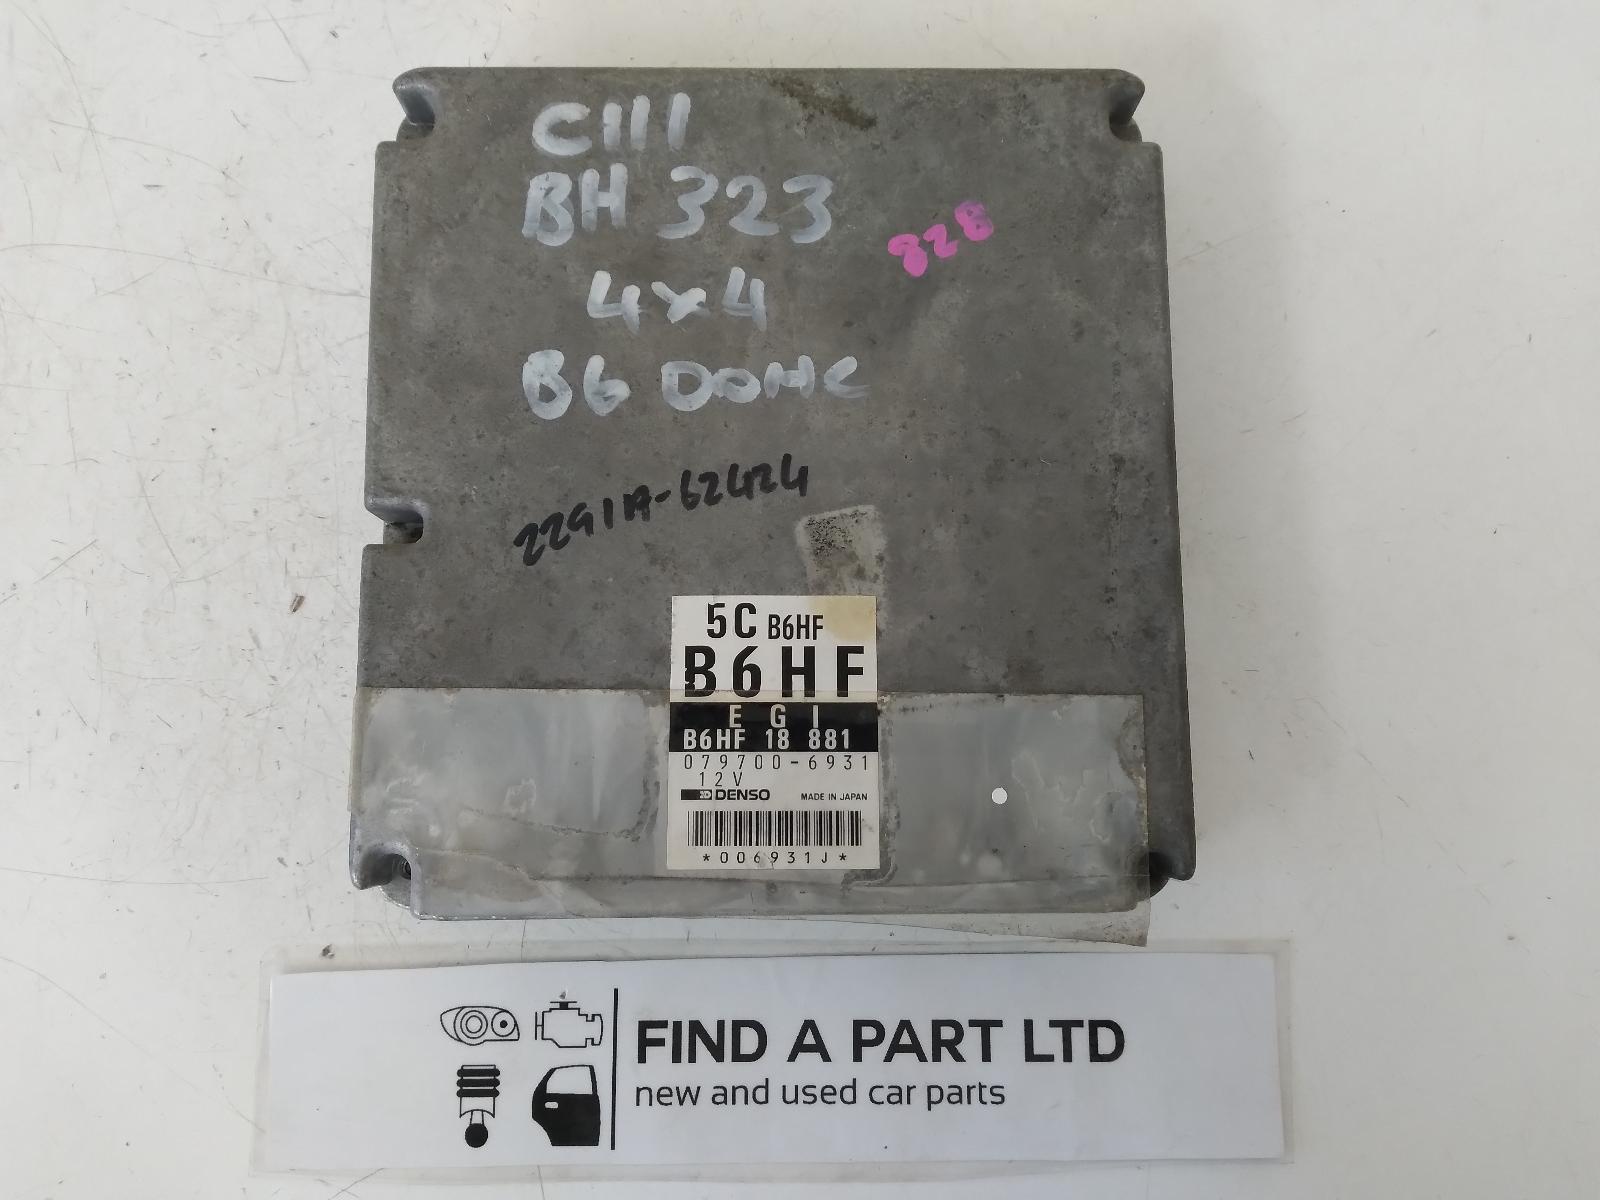 C111
BH 323
828
4x4
B6 DOHC
2291A-62424
5C B6HF
B6HF
EGI
B6HF 18 881
079700-6931
12V
DENSO MADE IN JAPAN
*006931J*
FIND A PART LTD
new and used car parts